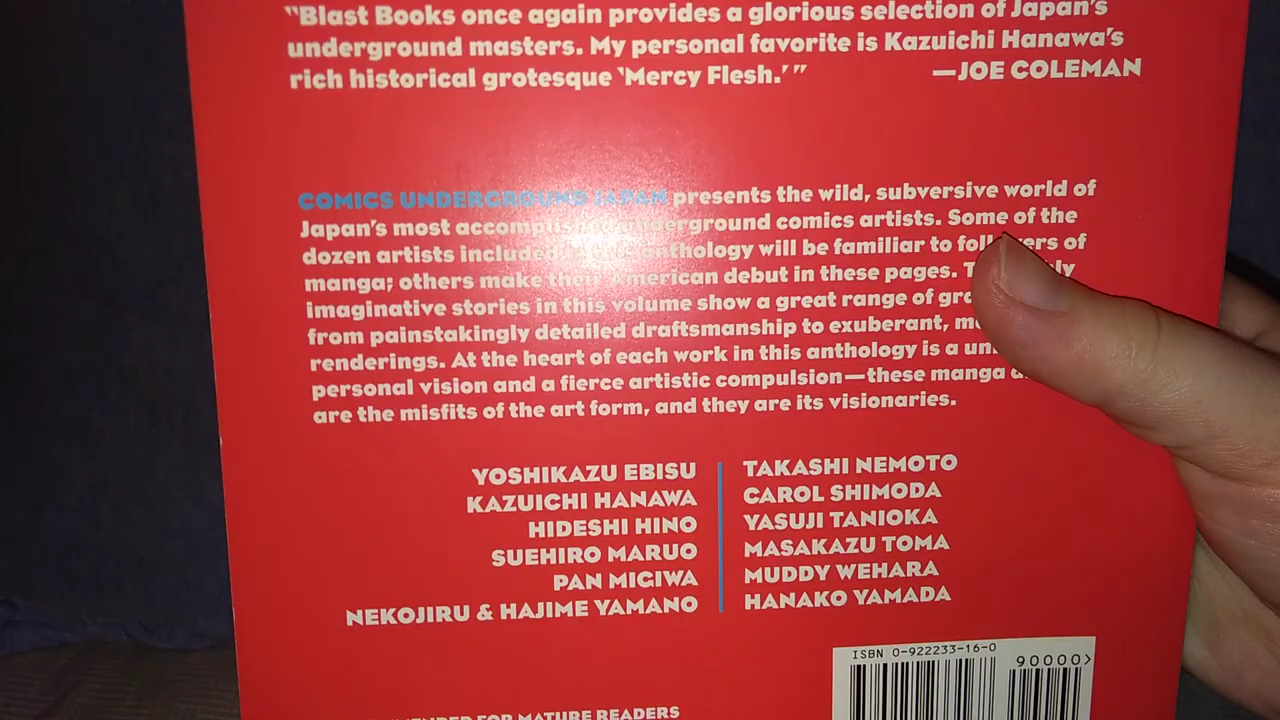 "Blast Books once again provides a glorious selection of Japan's
underground masters. My personal favorite is Kazuichi Hanawa's
rich historical grotesque 'Mercy Flesh.'"
—JOE COLEMAN
COMICS UNDERGROUND JAPAN presents the wild, subversive world of
Japan's most accomplished underground comics artists. Some of the
dozen artists included anthology will be familiar to followers of
manga; others make their American debut in these pages.
imaginative stories in this volume show a great range of
from painstakingly detailed draftsmanship to exuberant,
renderings. At the heart of each work in this anthology is a
personal vision and a fierce artistic compulsion—these manga
are the misfits of the art form, and they are its visionaries.
YOSHIKAZU EBISU
KAZUICHI HANAWA
HIDESHI HINO
SUEHIRO MARUO
PAN MIGIWA
NEKOJIRU & HAJIME YAMANO
TAKASHI NEMOTO
CAROL SHIMODA
YASUJI TANIOKA
MASAKAZU TOMA
MUDDY WEHARA
HANAKO YAMADA
ISBN 0-922233-16-0
90000>
FOR MATURE READERS